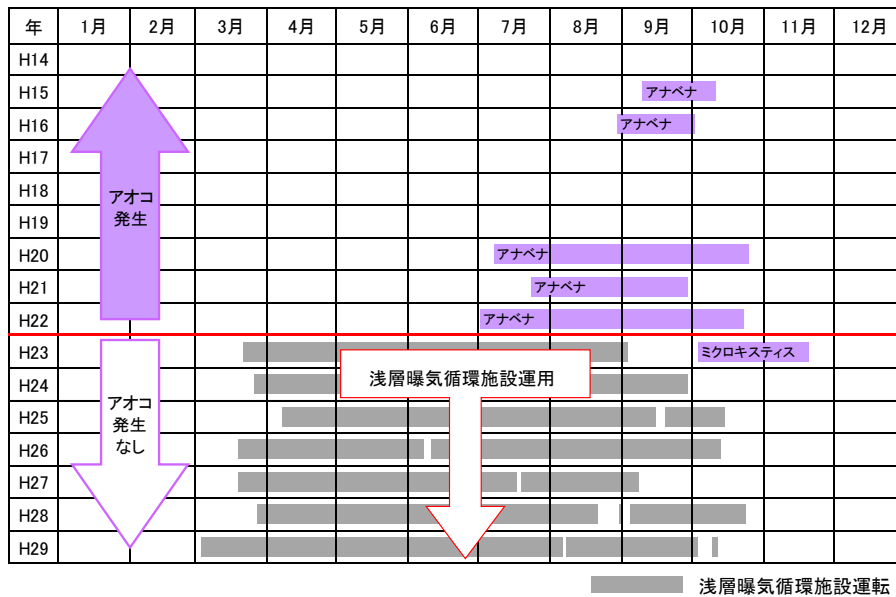 年 1月 2月 3月 4月 5月 6月 7月 8月 9月 10月 11月 12月
H14
H15 アナベナ
H16 アナベナ
H17
H18
アオコ
発生
H19
H20 アナベナ
H21 アナベナ
H22 アナベナ
H23 ミクロキスティス
浅層曝気循環施設運用
H24
アオコ
発生
なし
H25
H26
H27
H28
H29
浅層曝気循環施設運転